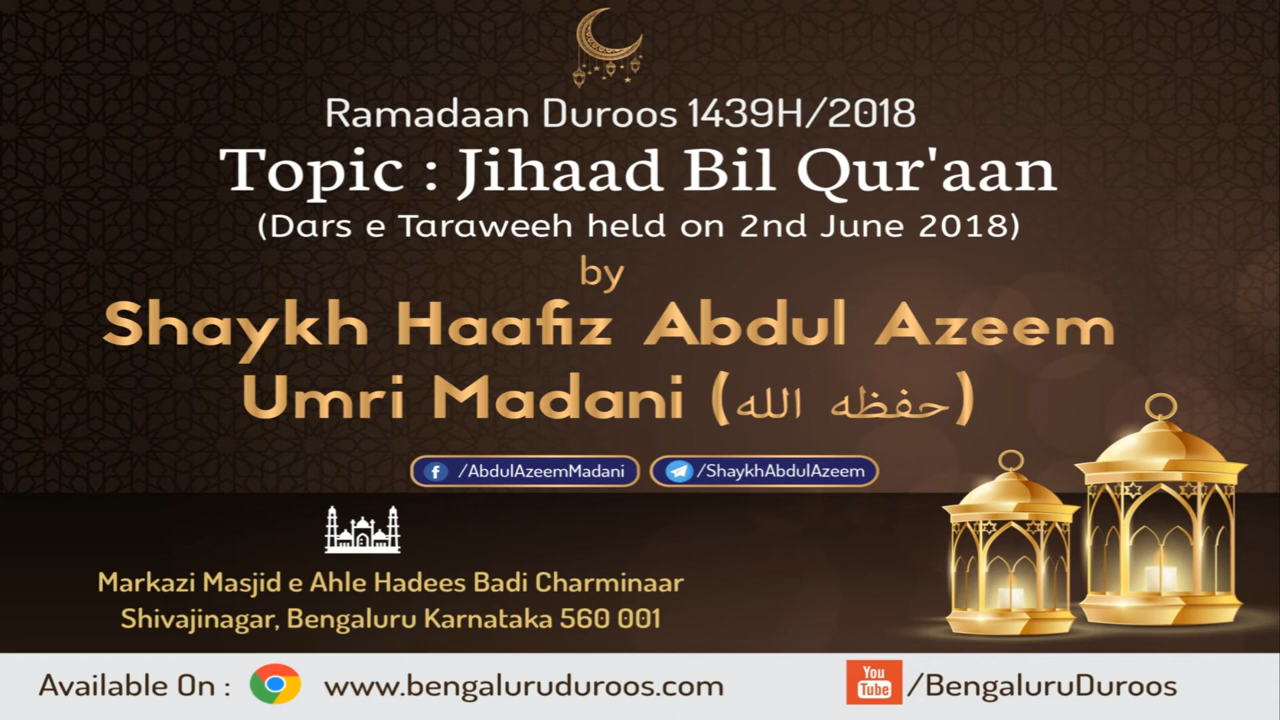 Ramadaan Duroos 1439H/2018
Topic : Jihaad Bil Qur'aan
(Dars e Taraweeh held on 2nd June 2018)
by
Shaykh Haafiz Abdul Azeem
Umri Madani (حفظه الله)
/AbdulAzeemMadani /ShaykhAbdulAzeem
Markazi Masjid e Ahle Hadees Badi Charminaar
Shivajinagar, Bengaluru Karnataka 560 001
Available On : www.bengaluruduroos.com You Tube /BengaluruDuroos